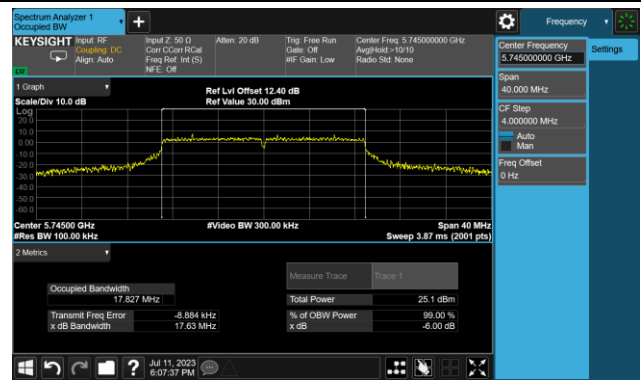 Spectrum Analyzer 1
Occupied BW
+
Frequency
KEYSIGHT
Input: RF
Coupling: DC
Align: Auto
Input Z: 50 Ω
Corr CCorr RCal
Freq Ref: Int (S)
NFE: Off
Atten: 20 dB
Trig: Free Run
Gate: Off
#IF Gain: Low
Center Freq: 5.745000000 GHz
Avg|Hold:>10/10
Radio Std: None
LXI
Center Frequency
5.745000000 GHz
Settings
Span
40.000 MHz
CF Step
4.000000 MHz
Auto
Man
Freq Offset
0 Hz
1 Graph
Scale/Div 10.0 dB
Ref Lvl Offset 12.40 dB
Ref Value 30.00 dBm
Log
20.0
10.0
0.00
-10.0
-20.0
-30.0
-40.0
-50.0
-60.0
Center 5.74500 GHz
#Res BW 100.00 kHz
#Video BW 300.00 kHz
Span 40 MHz
Sweep 3.87 ms (2001 pts)
2 Metrics
Measure Trace
Trace 1
Occupied Bandwidth
17.827 MHz
Total Power
25.1 dBm
Transmit Freq Error
-8.884 kHz
% of OBW Power
99.00 %
x dB Bandwidth
17.63 MHz
x dB
-6.00 dB
?
Jul 11, 2023
6:07:37 PM